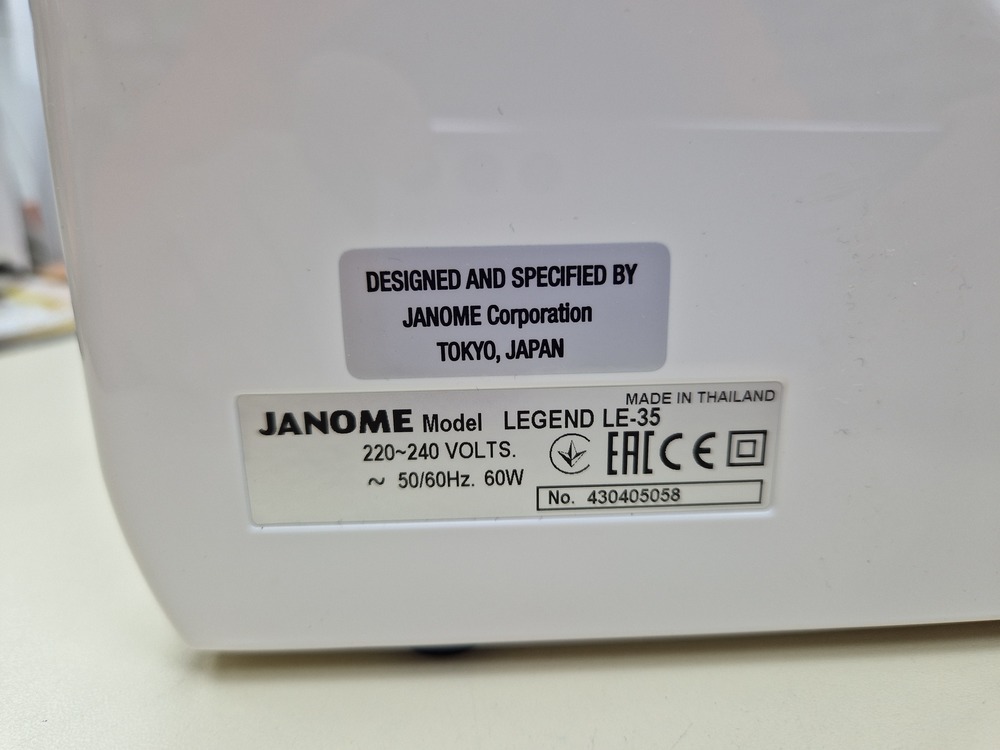 DESIGNED AND SPECIFIED BY
JANOME Corporation
TOKYO, JAPAN
MADE IN THAILAND
JANOME Model LEGEND LE-35
220~240 VOLTS.
~ 50/60Hz. 60W
EAC CE
No. 430405058